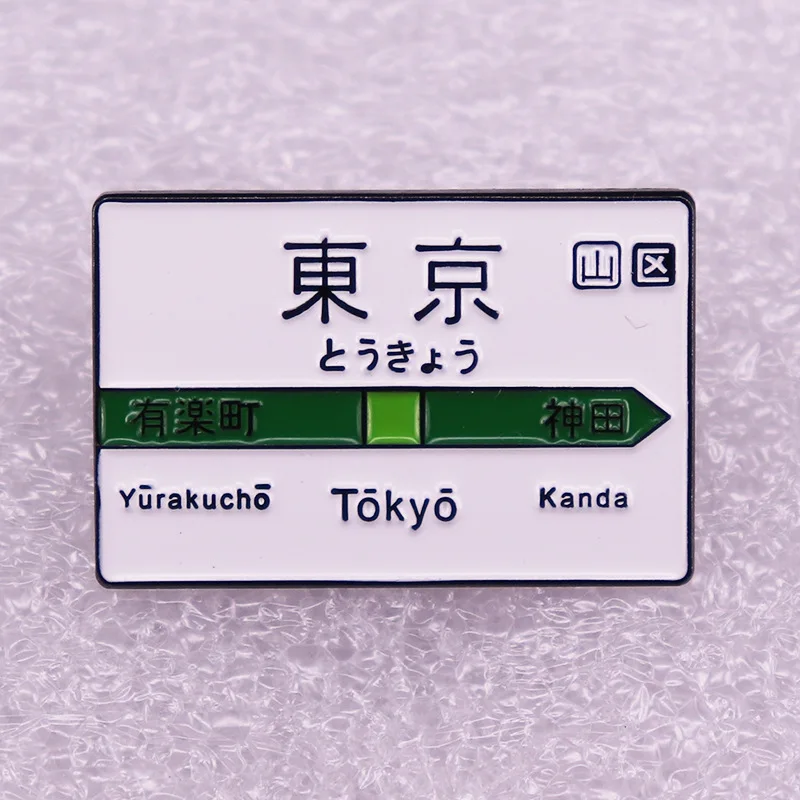 東京 山 区
とうきょう
有楽町 神田
Yūrakuchō Tōkyō Kanda